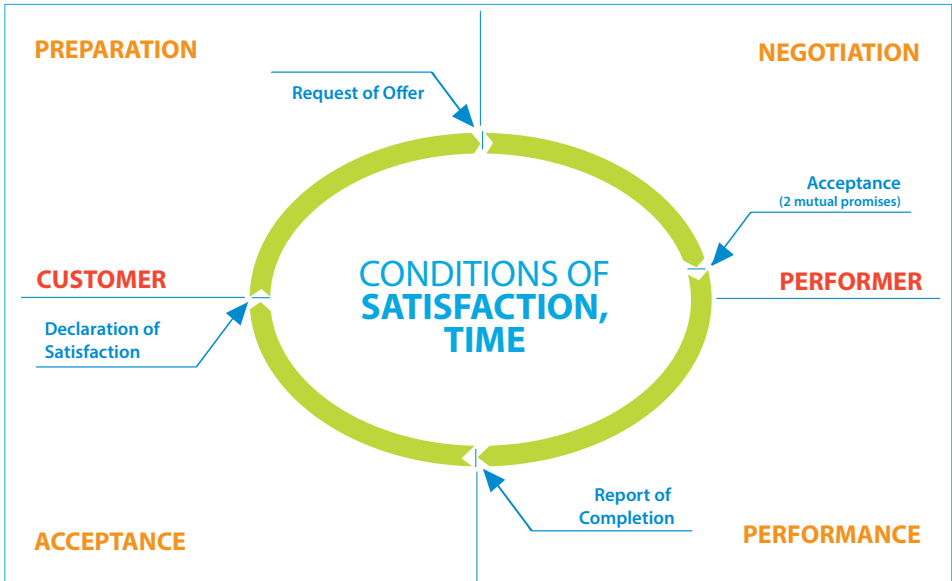 PREPARATION
NEGOTIATION
Request of Offer
Acceptance
(2 mutual promises)
CONDITIONS OF
SATISFACTION,
TIME
CUSTOMER
PERFORMER
Declaration of
Satisfaction
Report of
Completion
ACCEPTANCE
PERFORMANCE